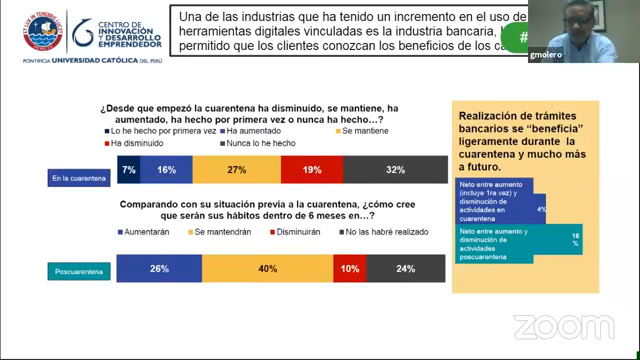 Una de las industrias que ha tenido un incremento en el uso de
herramientas digitales vinculadas es la industria bancaria,
permitido que los clientes conozcan los beneficios de los
#
gmolero
CENTRO DE
INNOVACIÓN
Y DESARROLLO
EMPRENDEDOR
PONTIFICIA UNIVERSIDAD CATÓLICA DEL PERÚ
¿Desde que empezó la cuarentena ha disminuido, se mantiene, ha
aumentado, ha hecho por primera vez o nunca ha hecho…?
Lo he hecho por primera vez
Ha aumentado
Se mantiene
Ha disminuido
Nunca lo he hecho
En la cuarentena
7%
16%
27%
19%
32%
Comparando con su situación previa a la cuarentena, ¿cómo cree
que serán sus hábitos dentro de 6 meses en…?
Aumentarán
Se mantendrán
Disminuirán
No las habré realizado
Poscuarentena
26%
40%
10%
24%
Realización de trámites
bancarios se “beneficia”
ligeramente durante la
cuarentena y mucho más
a futuro.
Neto entre aumento
(incluye 1ra vez) y
disminución de
actividades en
cuarentena
4%
Neto entre aumento y
disminución de
actividades
poscuarentena
16
%
zoom